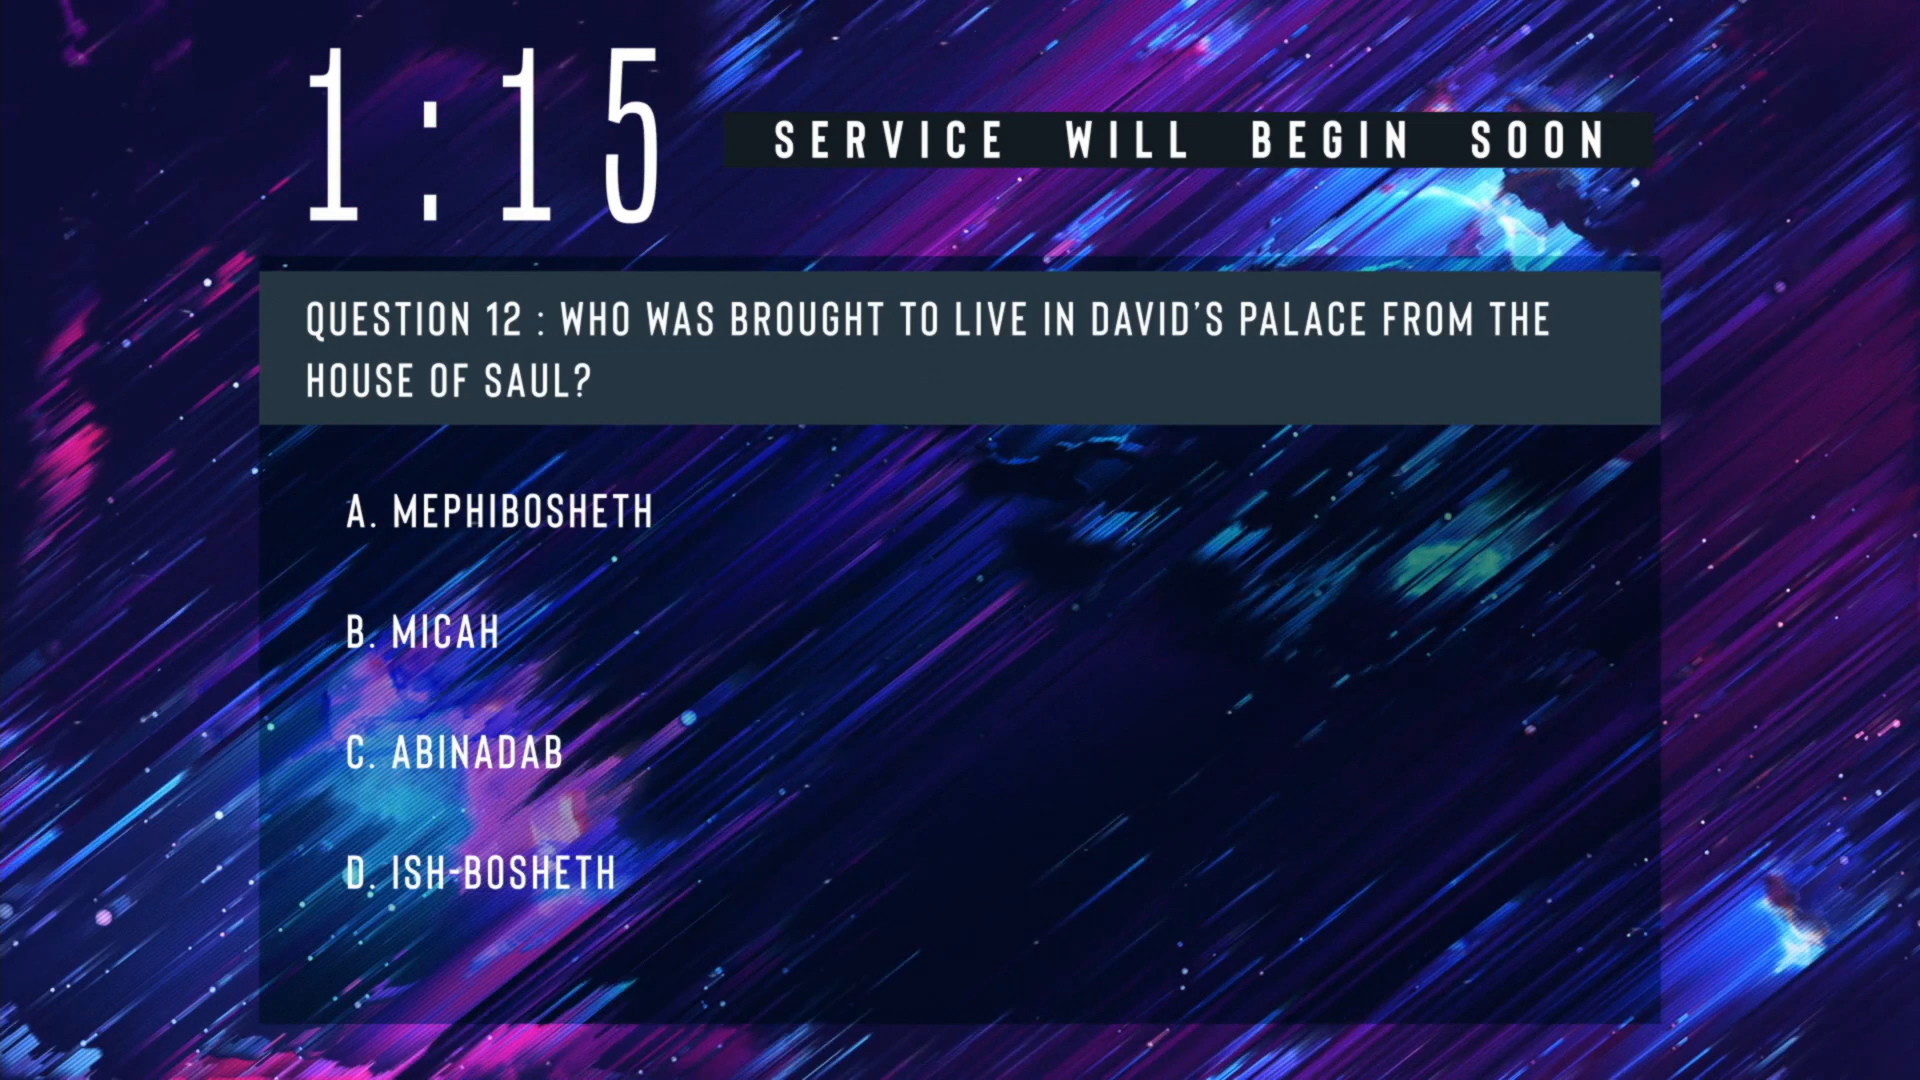 1:15
SERVICE WILL BEGIN SOON
QUESTION 12 : WHO WAS BROUGHT TO LIVE IN DAVID'S PALACE FROM THE
HOUSE OF SAUL?
A. MEPHIBOSHETH
B. MICAH
C. ABINADAB
D. ISH-BOSHETH